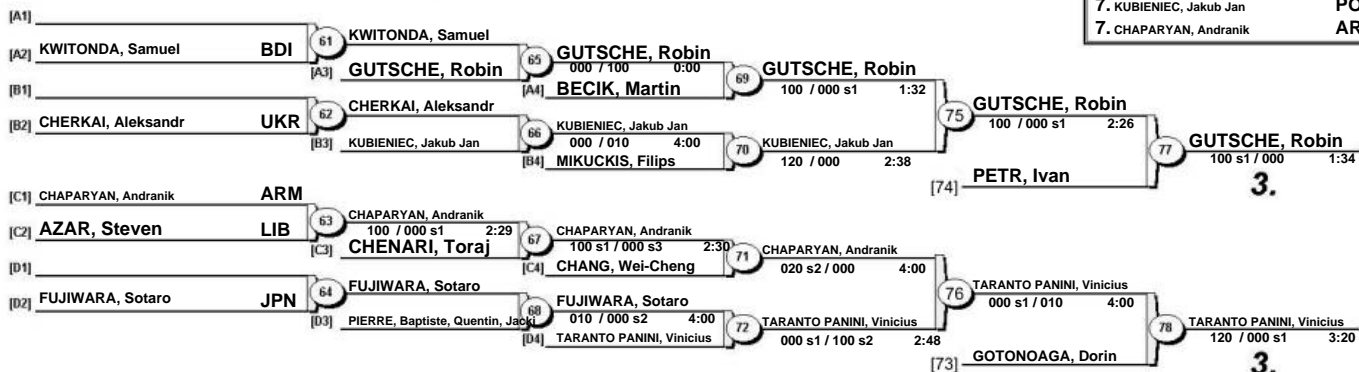 7. KUBIENIEC, Jakub Jan PO
7. CHAPARYAN, Andranik AR
[A1]
[A2] KWITONDA, Samuel BDI
61
KWITONDA, Samuel
[A3] GUTSCHE, Robin
65
GUTSCHE, Robin
000 / 100 0:00
[A4] BECIK, Martin
69
GUTSCHE, Robin
100 / 000 s1 1:32
[B1]
[B2] CHERKAI, Aleksandr UKR
62
CHERKAI, Aleksandr
[B3] KUBIENIEC, Jakub Jan
66
KUBIENIEC, Jakub Jan
000 / 010 4:00
[B4] MIKUCKIS, Filips
70
KUBIENIEC, Jakub Jan
120 / 000 2:38
75
GUTSCHE, Robin
100 / 000 s1 2:26
[74] PETR, Ivan
77
GUTSCHE, Robin
100 s1 / 000 1:34
3.
[C1] CHAPARYAN, Andranik ARM
[C2] AZAR, Steven LIB
63
CHAPARYAN, Andranik
100 / 000 s1 2:29
[C3] CHENARI, Toraj
67
CHAPARYAN, Andranik
100 s1 / 000 s3 2:30
[C4] CHANG, Wei-Cheng
71
CHAPARYAN, Andranik
020 s2 / 000 4:00
[D1]
[D2] FUJIWARA, Sotaro JPN
64
FUJIWARA, Sotaro
[D3] PIERRE, Baptiste, Quentin, Jacki
68
FUJIWARA, Sotaro
010 / 000 s2 4:00
[D4] TARANTO PANINI, Vinicius
72
TARANTO PANINI, Vinicius
000 s1 / 100 s2 2:48
76
TARANTO PANINI, Vinicius
000 s1 / 010 4:00
[73] GOTONOAGA, Dorin
78
TARANTO PANINI, Vinicius
120 / 000 s1 3:20
3.